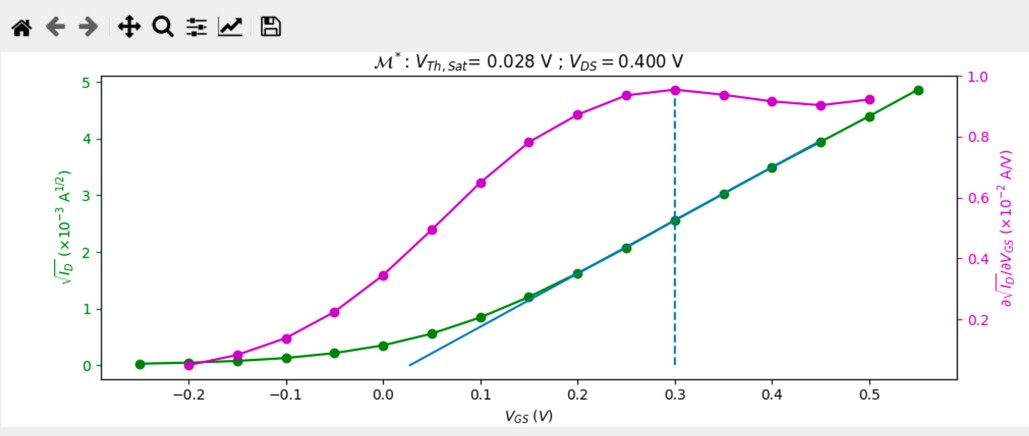 ℳ* : V_Th, Sat= 0.028 V ; V_DS = 0.400 V
5
4
3
2
1
0
√I_D (×10⁻³ A^1/2)
1.0
0.8
0.6
0.4
0.2
∂√I_D/∂V_GS (×10⁻² A/V)
−0.2 −0.1 0.0 0.1 0.2 0.3 0.4 0.5
V_GS (V)